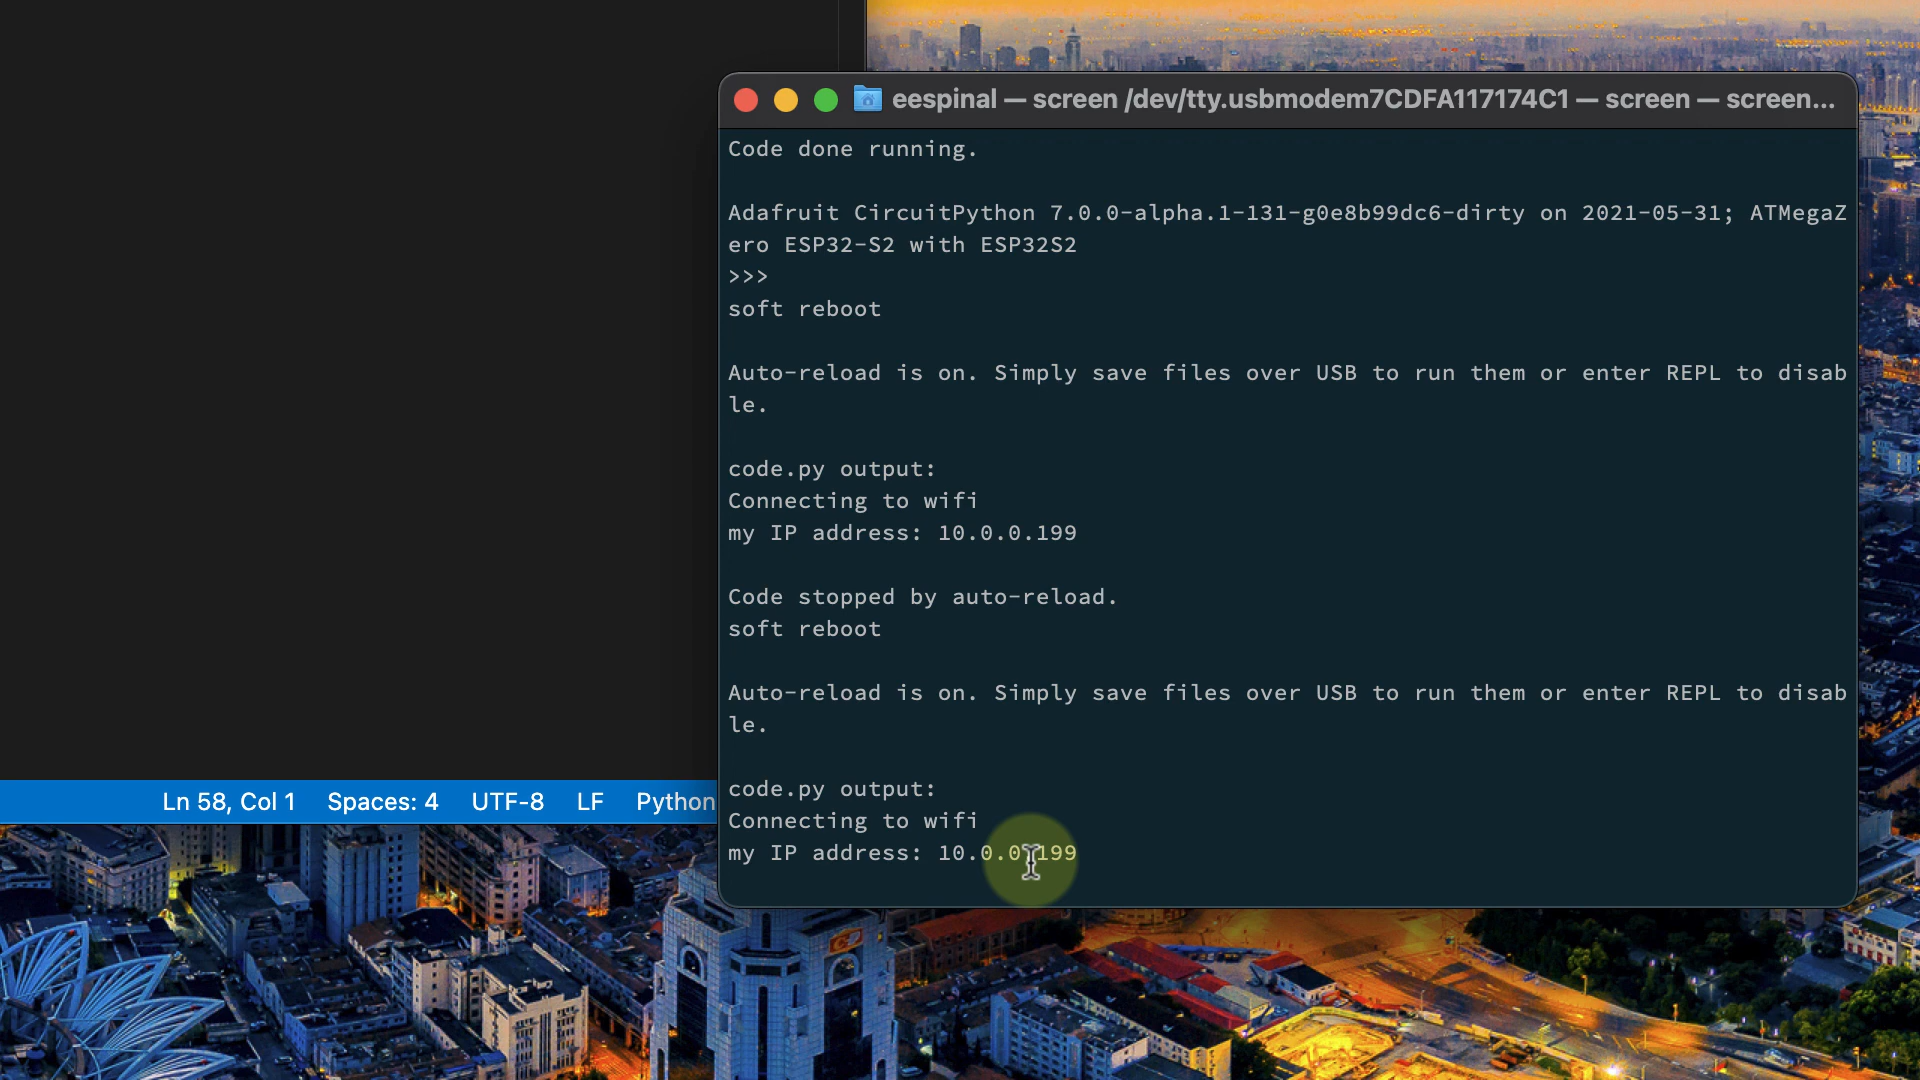 eespinal — screen /dev/tty.usbmodem7CDFA117174C1 — screen — screen...
Code done running.
Adafruit CircuitPython 7.0.0-alpha.1-131-g0e8b99dc6-dirty on 2021-05-31; ATMegaZ
ero ESP32-S2 with ESP32S2
>>>
soft reboot
Auto-reload is on. Simply save files over USB to run them or enter REPL to disab
le.
code.py output:
Connecting to wifi
my IP address: 10.0.0.199
Code stopped by auto-reload.
soft reboot
Auto-reload is on. Simply save files over USB to run them or enter REPL to disab
le.
code.py output:
Connecting to wifi
my IP address: 10.0.0.199
Ln 58, Col 1 Spaces: 4 UTF-8 LF Python